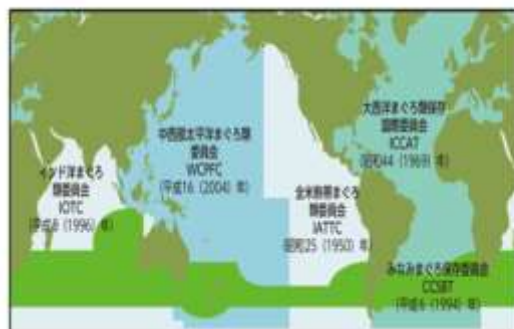 インド洋まぐろ
類委員会
IOTC
(平成8 (1996) 年)
中西部太平洋まぐろ類
委員会
WCPFC
(平成16 (2004) 年)
全米熱帯まぐろ
類委員会
IATTC
(昭和25 (1950) 年)
大西洋まぐろ類保存
国際委員会
ICCAT
(昭和44 (1969) 年)
みなみまぐろ保存委員会
CCSBT
(平成6 (1994) 年)